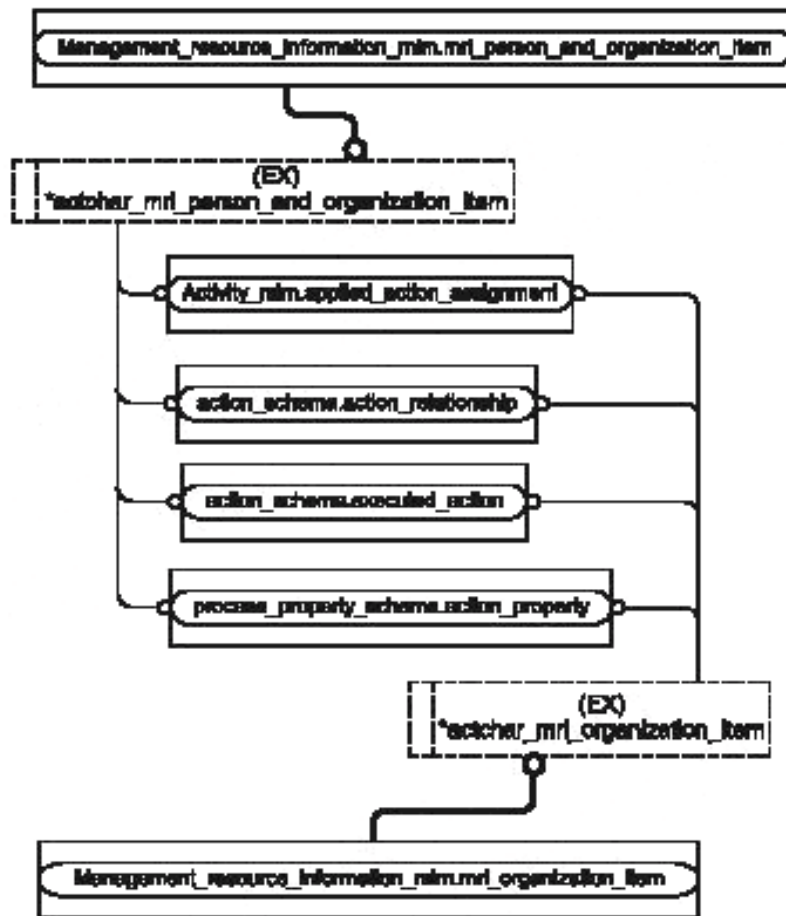 Management_resource_information_mim.mri_person_and_organization_item
(EX)
*actchar_mri_person_and_organization_item
Activity_mim.applied_action_assignment
action_schema.action_relationship
action_schema.executed_action
process_property_schema.action_property
(EX)
*actchar_mri_organization_item
Management_resource_information_mim.mri_organization_item